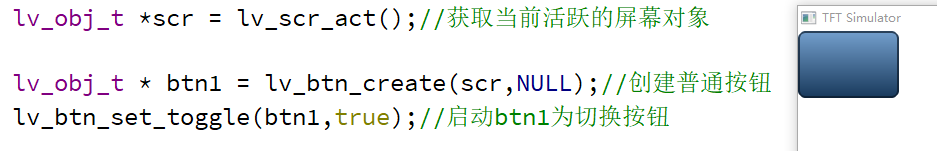 lv_obj_t *scr = lv_scr_act();//获取当前活跃的屏幕对象
TFT Simulator
lv_obj_t * btn1 = lv_btn_create(scr,NULL);//创建普通按钮
lv_btn_set_toggle(btn1,true);//启动btn1为切换按钮